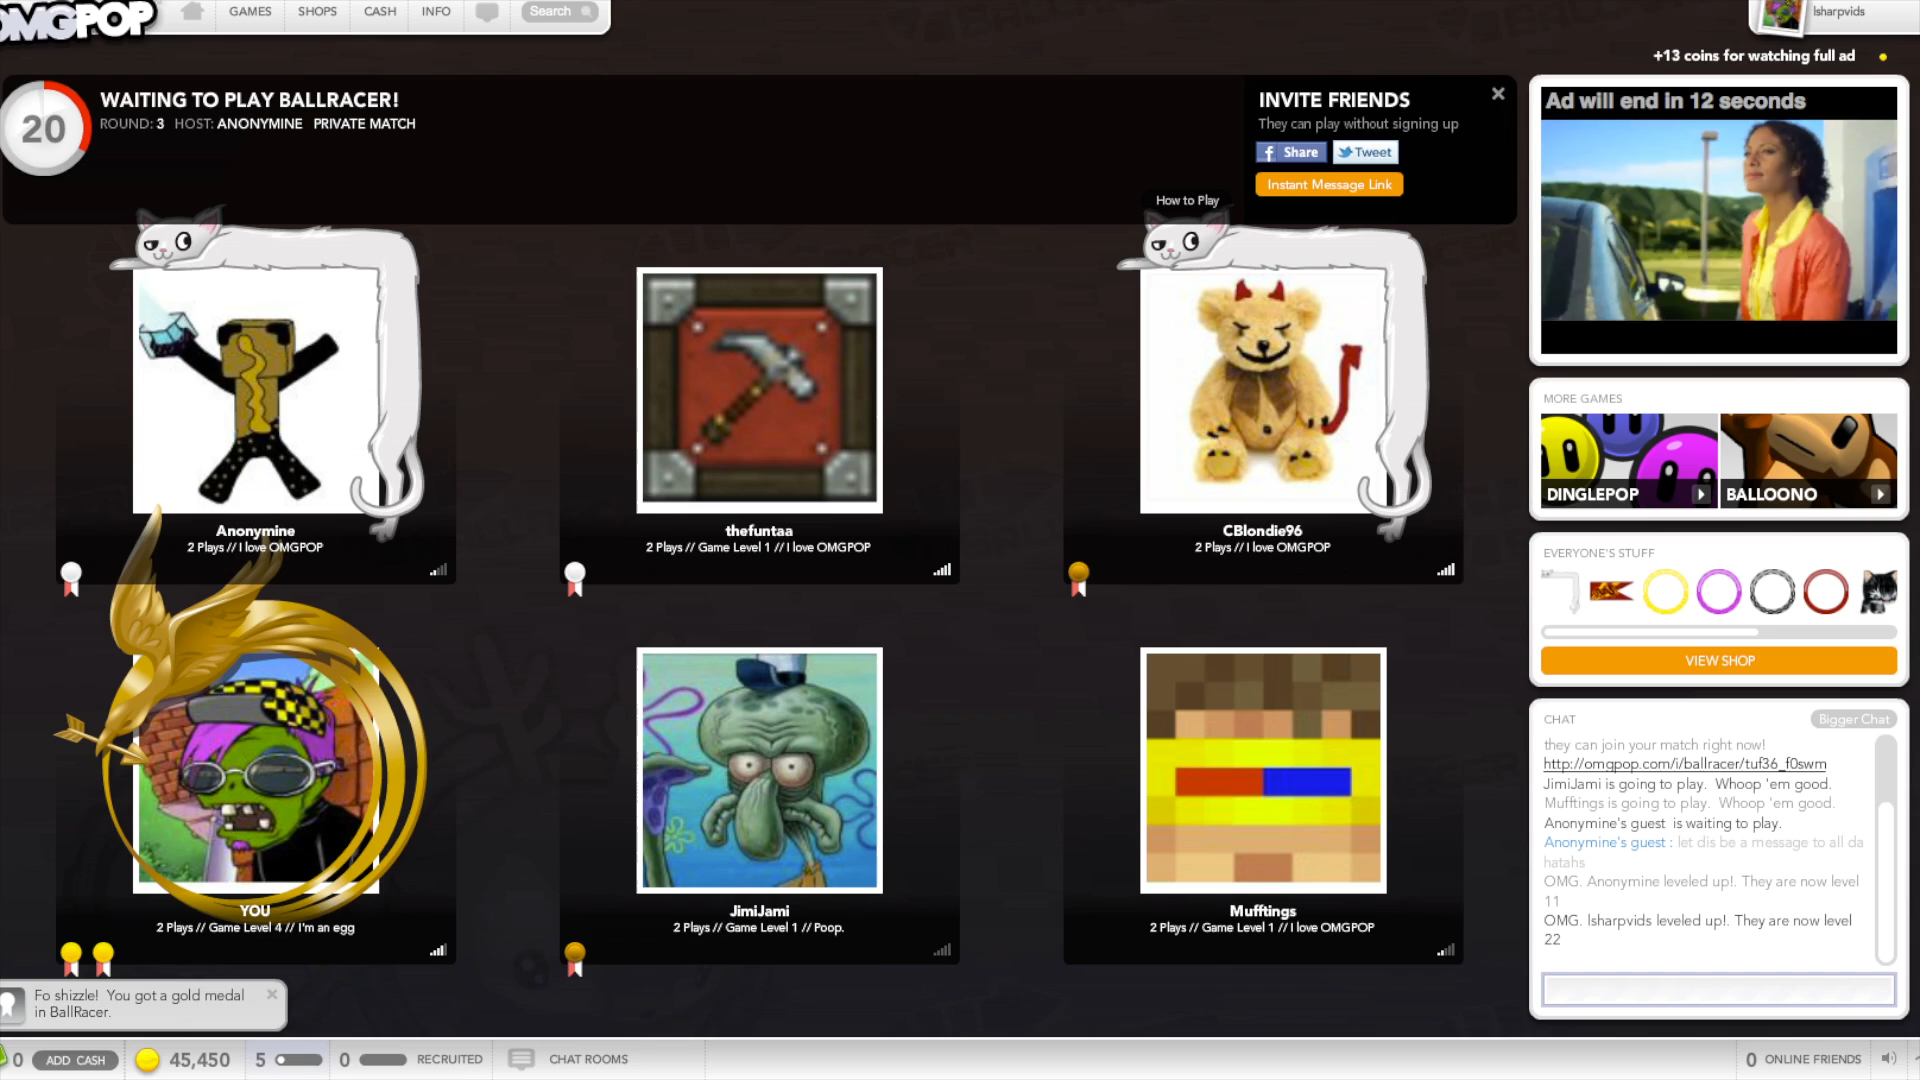 OMGPOP
GAMES
SHOPS
CASH
INFO
Search
lsharpvids
+13 coins for watching full ad
20
WAITING TO PLAY BALLRACER!
ROUND: 3 HOST: ANONYMINE PRIVATE MATCH
INVITE FRIENDS
They can play without signing up
Share
Tweet
Instant Message Link
How to Play
Ad will end in 12 seconds
MORE GAMES
DINGLEPOP
BALLOONO
Anonymine
2 Plays // I love OMGPOP
thefuntaa
2 Plays // Game Level 1 // I love OMGPOP
CBlondie96
2 Plays // I love OMGPOP
EVERYONE'S STUFF
VIEW SHOP
YOU
2 Plays // Game Level 4 // I'm an egg
JimiJami
2 Plays // Game Level 1 // Poop.
Mufftings
2 Plays // Game Level 1 // I love OMGPOP
CHAT
Bigger Chat
they can join your match right now!
http://omgpop.com/i/ballracer/tuf36_f0swm
JimiJami is going to play. Whoop 'em good.
Mufftings is going to play. Whoop 'em good.
Anonymine's guest is waiting to play.
Anonymine's guest : let dis be a message to all da
hatahs
OMG. Anonymine leveled up!. They are now level
11
OMG. lsharpvids leveled up!. They are now level
22
Fo shizzle! You got a gold medal
in BallRacer.
0
ADD CASH
45,450
5
0
RECRUITED
CHAT ROOMS
0 ONLINE FRIENDS